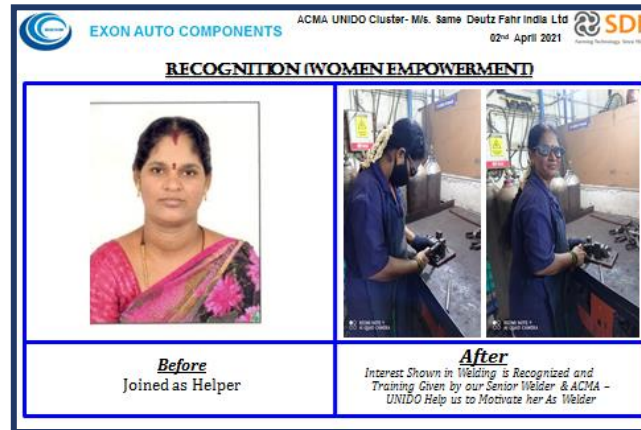 EXON AUTO COMPONENTS
ACMA UNIDO Cluster- M/s. Same Deutz Fahr India Ltd
02nd April 2021
SDF
RECOGNITION (WOMEN EMPOWERMENT)
Before
Joined as Helper
After
Interest Shown in Welding is Recognized and
Training Given by our Senior Welder & ACMA –
UNIDO Help us to Motivate her As Welder